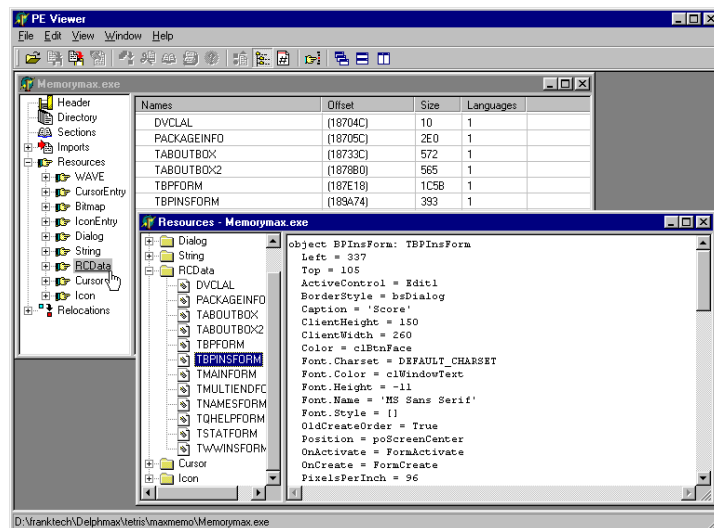 PE Viewer
File Edit View Window Help
Memorymax.exe
Header
Directory
Sections
Imports
Resources
WAVE
CursorEntry
Bitmap
IconEntry
Dialog
String
RCData
Cursor
Icon
Relocations
Names Offset Size Languages
DVCLAL (18704C) 10 1
PACKAGEINFO (18705C) 2E0 1
TABOUTBOX (18733C) 572 1
TABOUTBOX2 (1878B0) 565 1
TBPFORM (187E18) 1C5B 1
TBPINSFORM (189A74) 393 1
Resources - Memorymax.exe
Dialog
String
RCData
DVCLAL
PACKAGEINFO
TABOUTBOX
TABOUTBOX2
TBPFORM
TBPINSFORM
TMAINFORM
TMULTIENDFO
TNAMESFORM
TQHELPFORM
TSTATFORM
TWWINSFORM
Cursor
Icon
object BPInsForm: TBPInsForm
Left = 337
Top = 105
ActiveControl = Edit1
BorderStyle = bsDialog
Caption = 'Score'
ClientHeight = 150
ClientWidth = 260
Color = clBtnFace
Font.Charset = DEFAULT_CHARSET
Font.Color = clWindowText
Font.Height = -11
Font.Name = 'MS Sans Serif'
Font.Style = []
OldCreateOrder = True
Position = poScreenCenter
OnActivate = FormActivate
OnCreate = FormCreate
PixelsPerInch = 96
D:\franktech\Delphmax\tetris\maxmemo\Memorymax.exe